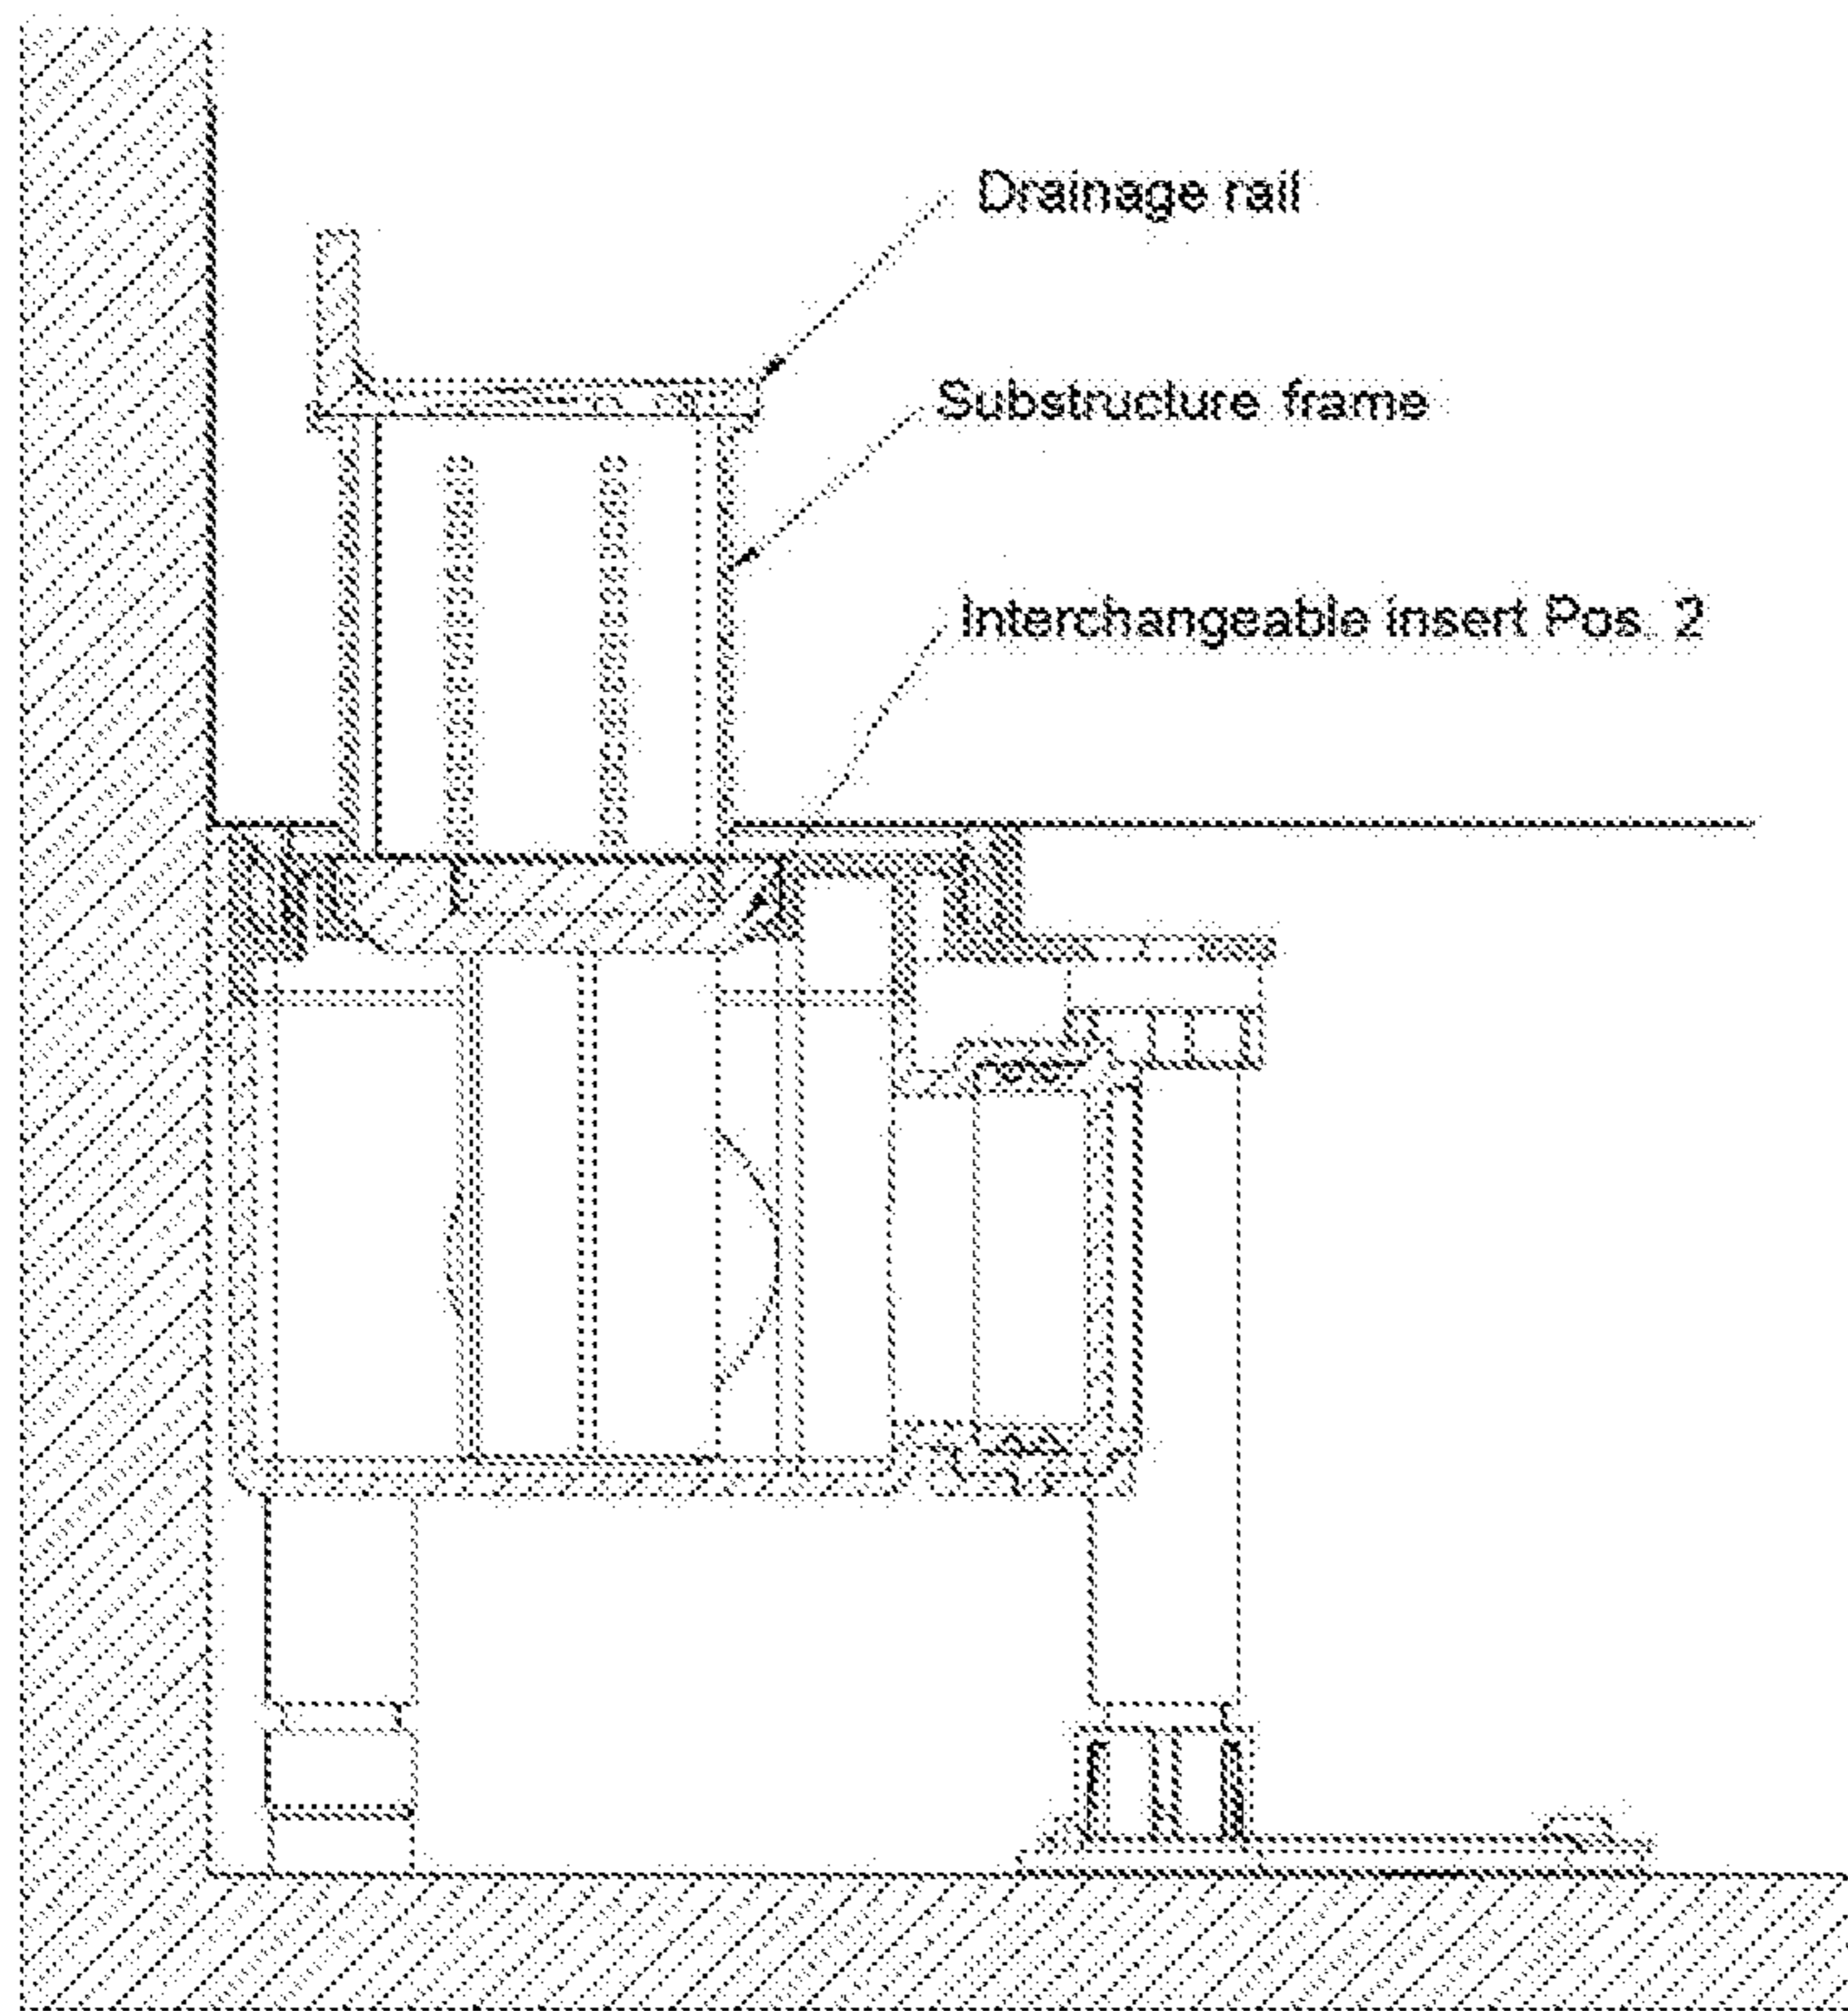 Drainage rail
Substructure frame
Interchangeable insert Pos. 2